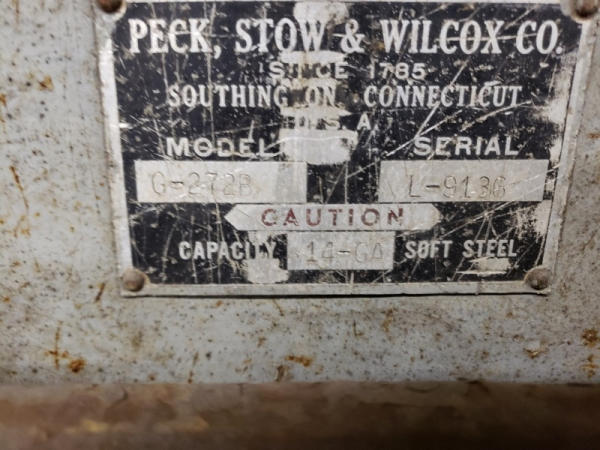 PECK, STOW & WILCOX CO.
SINCE 1785
SOUTHINGTON, CONNECTICUT
U.S.A.
MODEL SERIAL
G-272B L-9136
CAUTION
CAPACITY 14-GA SOFT STEEL